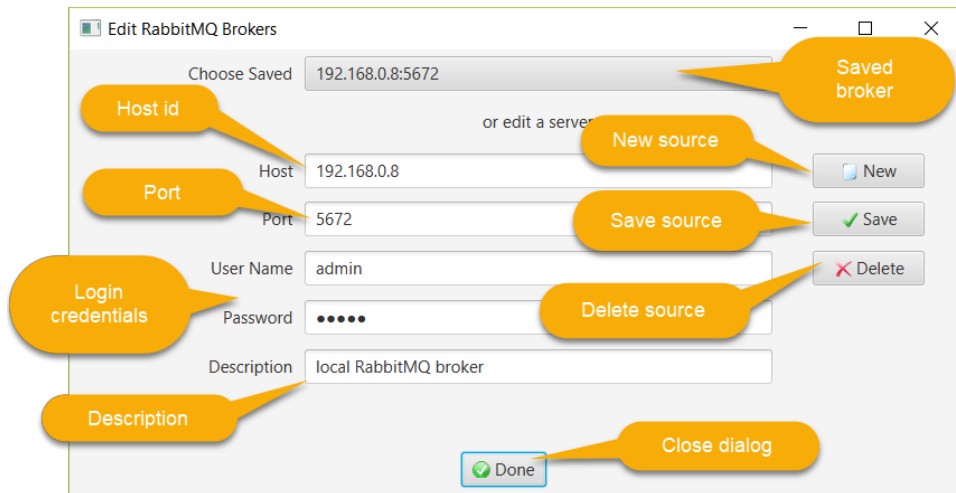 Edit RabbitMQ Brokers
Choose Saved
192.168.0.8:5672
Saved
broker
Host id
or edit a server
New source
Host
192.168.0.8
New
Port
Port
5672
Save source
Save
User Name
admin
Delete
Login
credentials
Password
●●●●●
Delete source
Description
local RabbitMQ broker
Description
Close dialog
Done